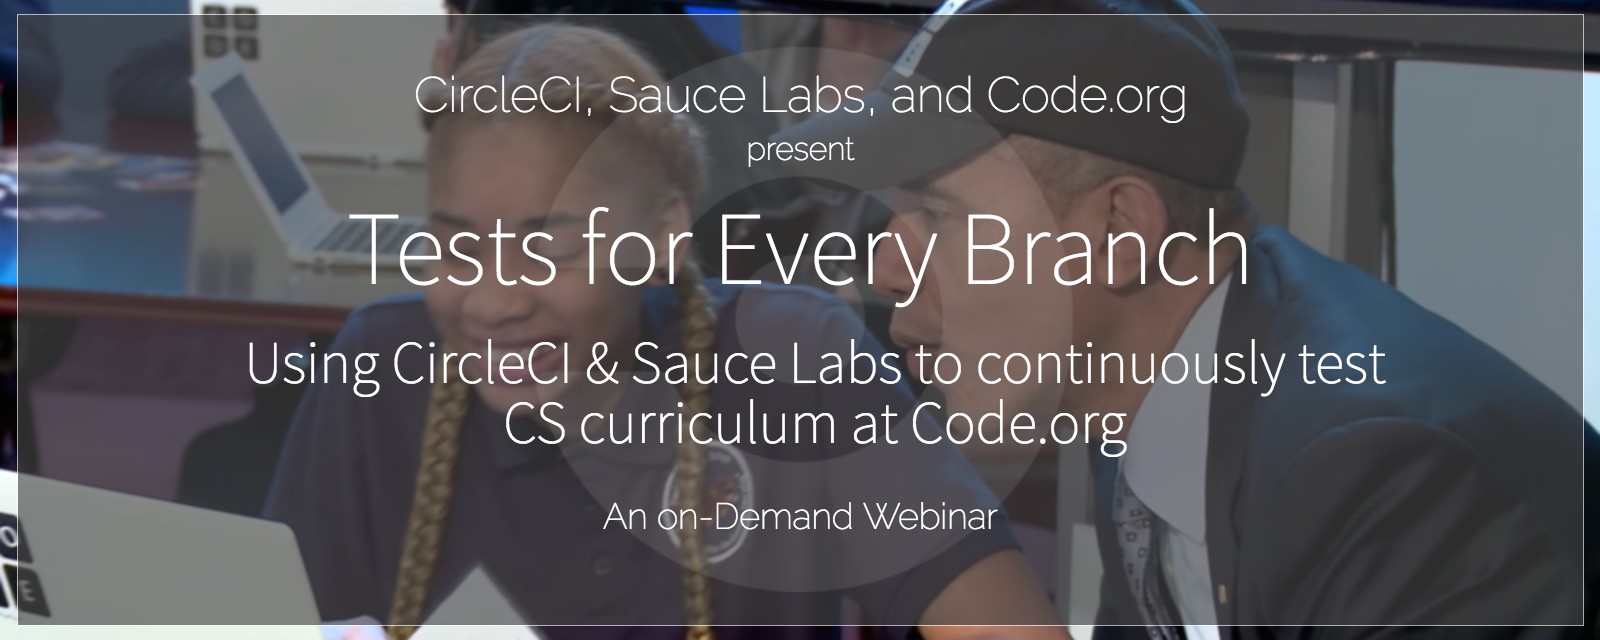 CircleCI, Sauce Labs, and Code.org
present
Tests for Every Branch
Using CircleCI & Sauce Labs to continuously test
CS curriculum at Code.org
An on-Demand Webinar